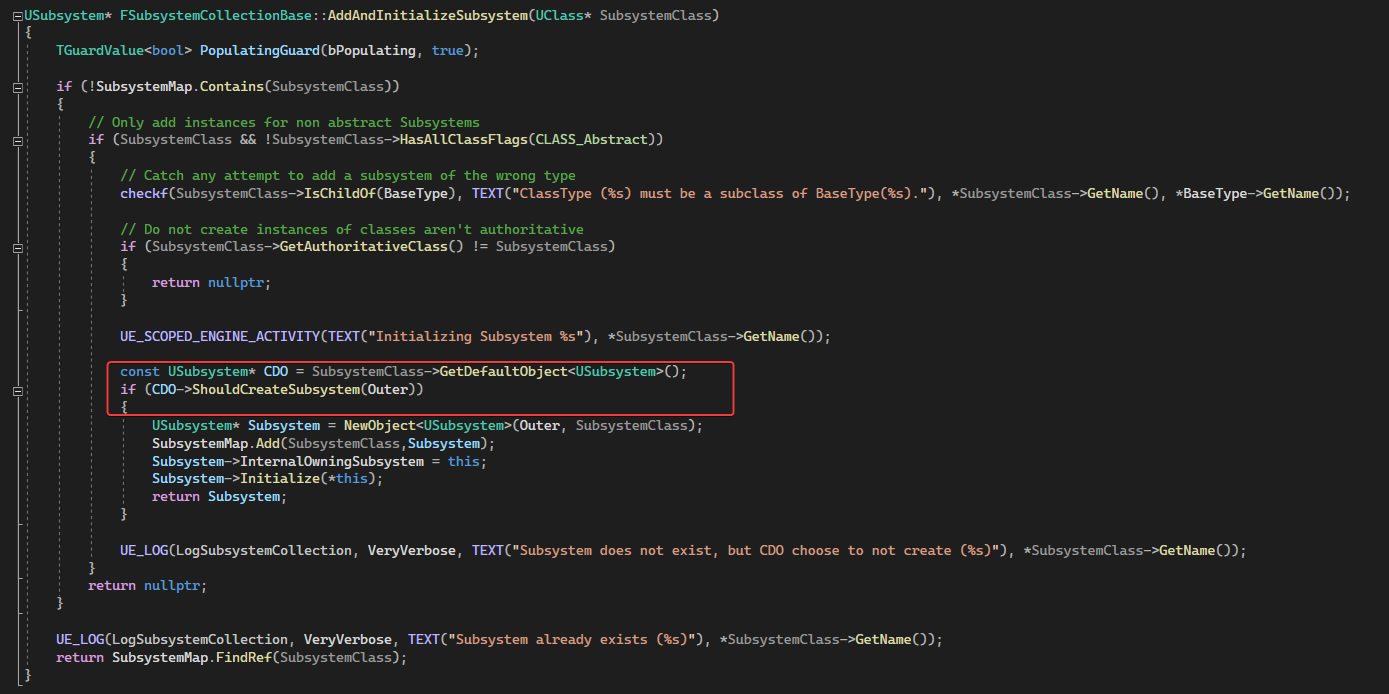 USubsystem* FSubsystemCollectionBase::AddAndInitializeSubsystem(UClass* SubsystemClass)
{
    TGuardValue<bool> PopulatingGuard(bPopulating, true);
    if (!SubsystemMap.Contains(SubsystemClass))
    {
        // Only add instances for non abstract Subsystems
        if (SubsystemClass && !SubsystemClass->HasAllClassFlags(CLASS_Abstract))
        {
            // Catch any attempt to add a subsystem of the wrong type
            checkf(SubsystemClass->IsChildOf(BaseType), TEXT("ClassType (%s) must be a subclass of BaseType(%s)."), *SubsystemClass->GetName(), *BaseType->GetName());
            // Do not create instances of classes aren't authoritative
            if (SubsystemClass->GetAuthoritativeClass() != SubsystemClass)
            {
                return nullptr;
            }
            UE_SCOPED_ENGINE_ACTIVITY(TEXT("Initializing Subsystem %s"), *SubsystemClass->GetName());
            const USubsystem* CDO = SubsystemClass->GetDefaultObject<USubsystem>();
            if (CDO->ShouldCreateSubsystem(Outer))
            {
                USubsystem* Subsystem = NewObject<USubsystem>(Outer, SubsystemClass);
                SubsystemMap.Add(SubsystemClass,Subsystem);
                Subsystem->InternalOwningSubsystem = this;
                Subsystem->Initialize(*this);
                return Subsystem;
            }
            UE_LOG(LogSubsystemCollection, VeryVerbose, TEXT("Subsystem does not exist, but CDO choose to not create (%s)"), *SubsystemClass->GetName());
        }
        return nullptr;
    }
    UE_LOG(LogSubsystemCollection, VeryVerbose, TEXT("Subsystem already exists (%s)"), *SubsystemClass->GetName());
    return SubsystemMap.FindRef(SubsystemClass);
}